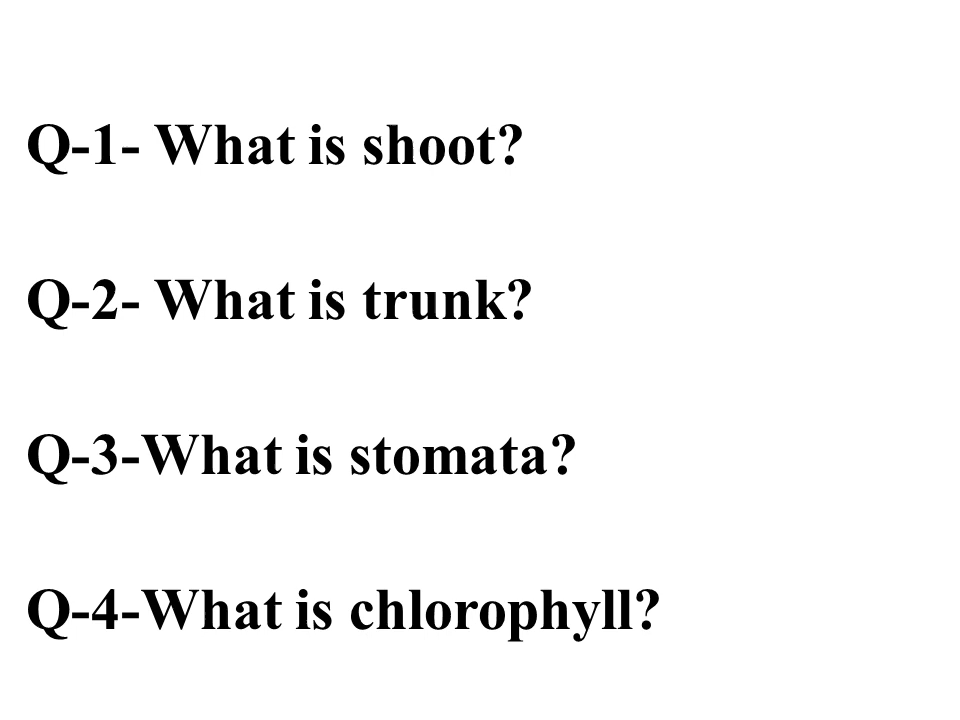 Q-1- What is shoot?
Q-2- What is trunk?
Q-3-What is stomata?
Q-4-What is chlorophyll?